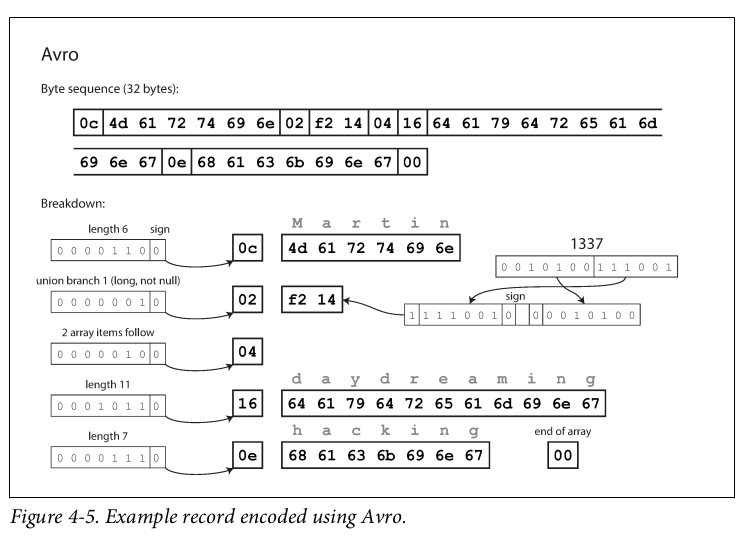 Avro
Byte sequence (32 bytes):
0c 4d 61 72 74 69 6e 02 f2 14 04 16 64 61 79 64 72 65 61 6d
69 6e 67 0e 68 61 63 6b 69 6e 67 00
Breakdown:
length 6 sign
0 0 0 0 1 1 0 0
0c
M a r t i n
4d 61 72 74 69 6e
1337
0 0 1 0 1 0 0 1 1 1 0 0 1
union branch 1 (long, not null)
0 0 0 0 0 0 1 0
02
f2 14
sign
1 1 1 1 0 0 1 0 0 0 0 1 0 1 0 0
2 array items follow
0 0 0 0 0 1 0 0
04
length 11
0 0 0 1 0 1 1 0
16
d a y d r e a m i n g
64 61 79 64 72 65 61 6d 69 6e 67
length 7
0 0 0 0 1 1 1 0
0e
h a c k i n g
68 61 63 6b 69 6e 67
end of array
00
Figure 4-5. Example record encoded using Avro.